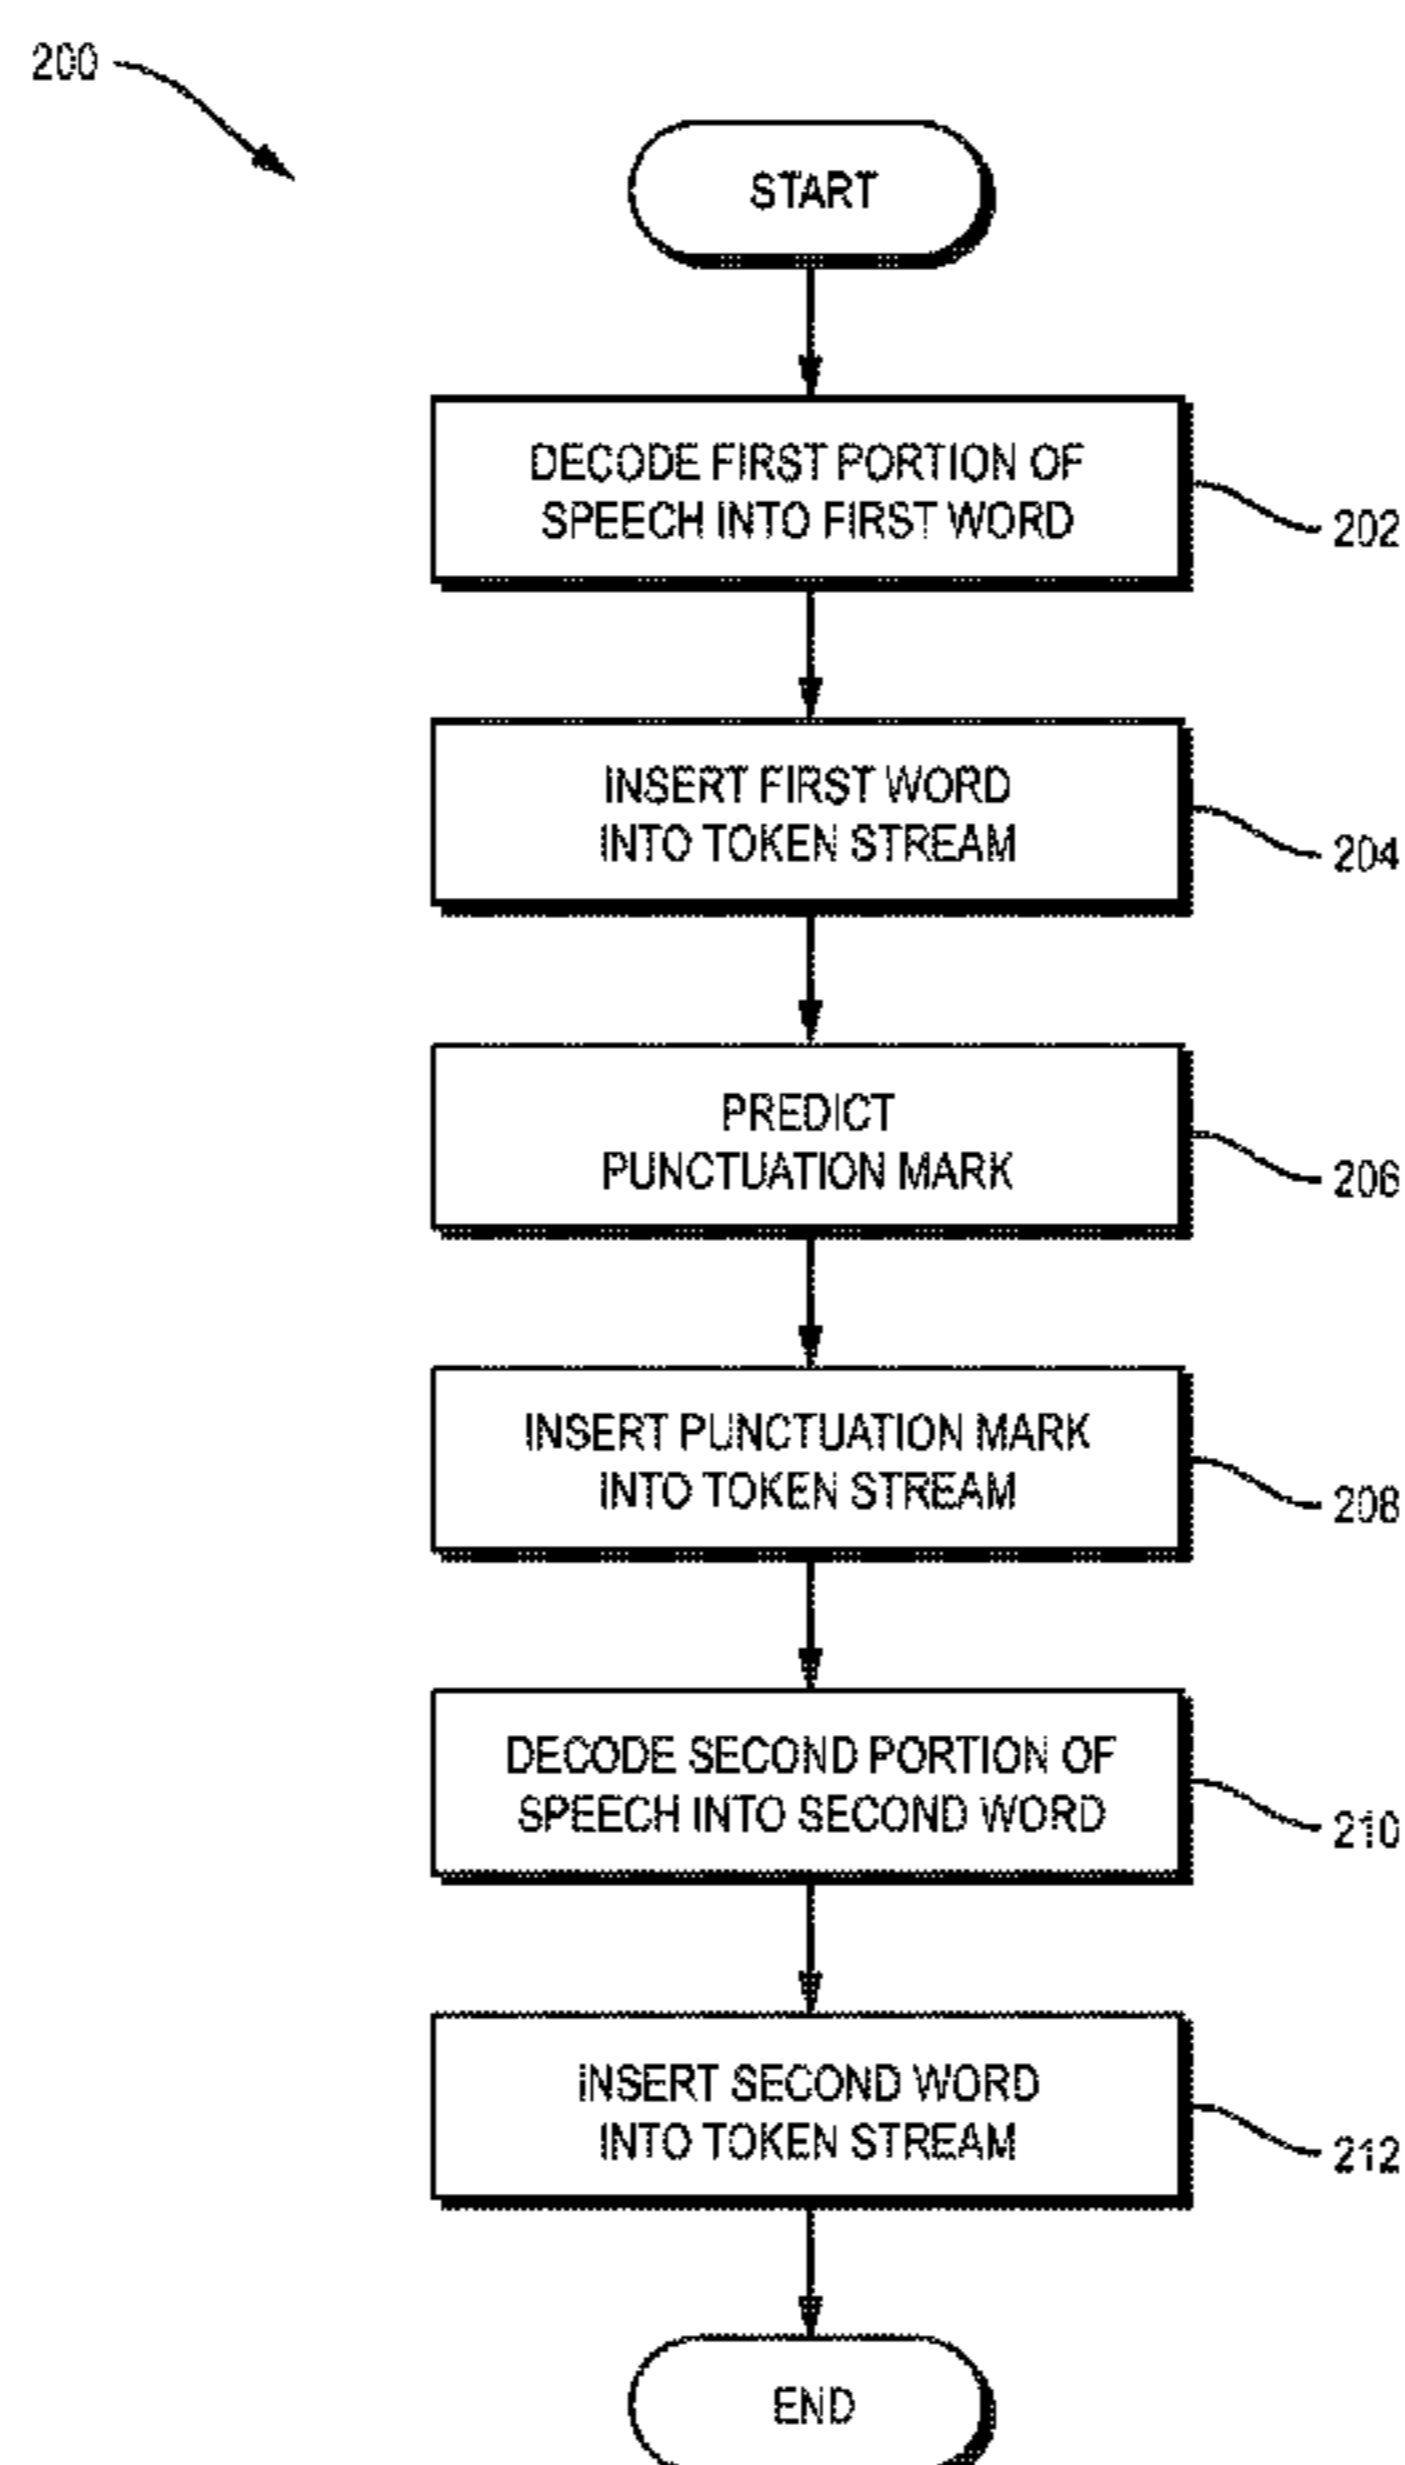 200
START
DECODE FIRST PORTION OF
SPEECH INTO FIRST WORD
202
INSERT FIRST WORD
INTO TOKEN STREAM
204
PREDICT
PUNCTUATION MARK
206
INSERT PUNCTUATION MARK
INTO TOKEN STREAM
208
DECODE SECOND PORTION OF
SPEECH INTO SECOND WORD
210
INSERT SECOND WORD
INTO TOKEN STREAM
212
END